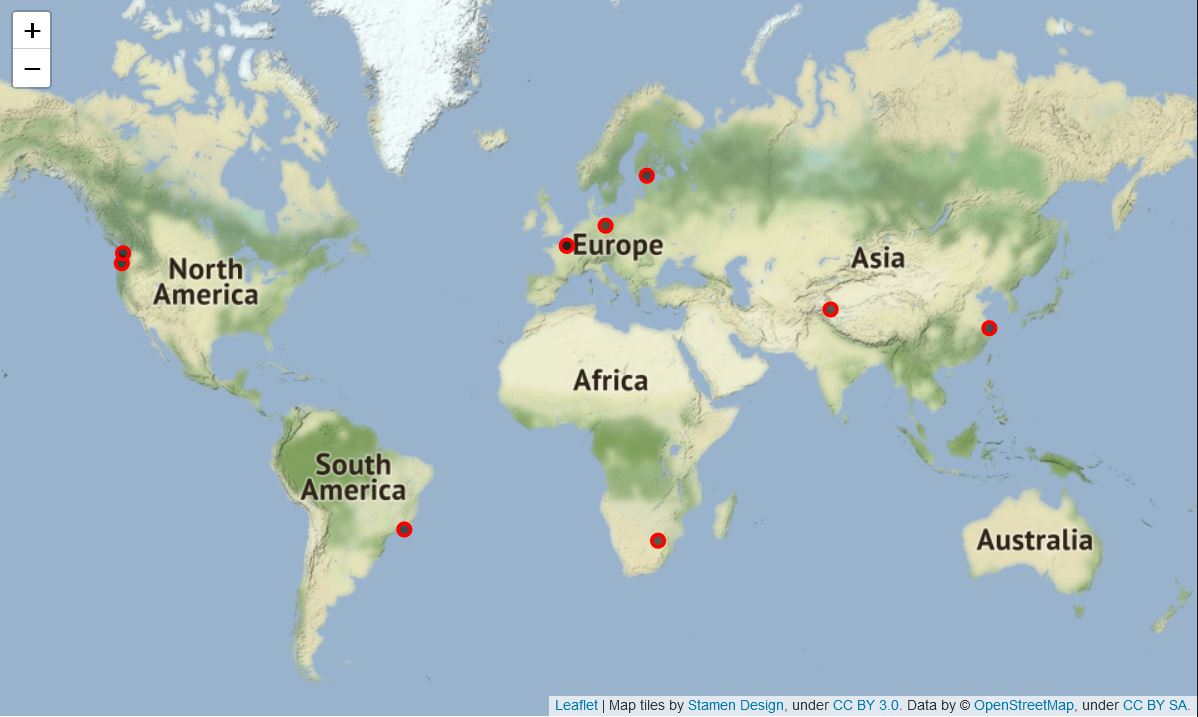 +
−
Europe
Asia
North
America
Africa
South
America
Australia
Leaflet | Map tiles by Stamen Design, under CC BY 3.0. Data by © OpenStreetMap, under CC BY SA.